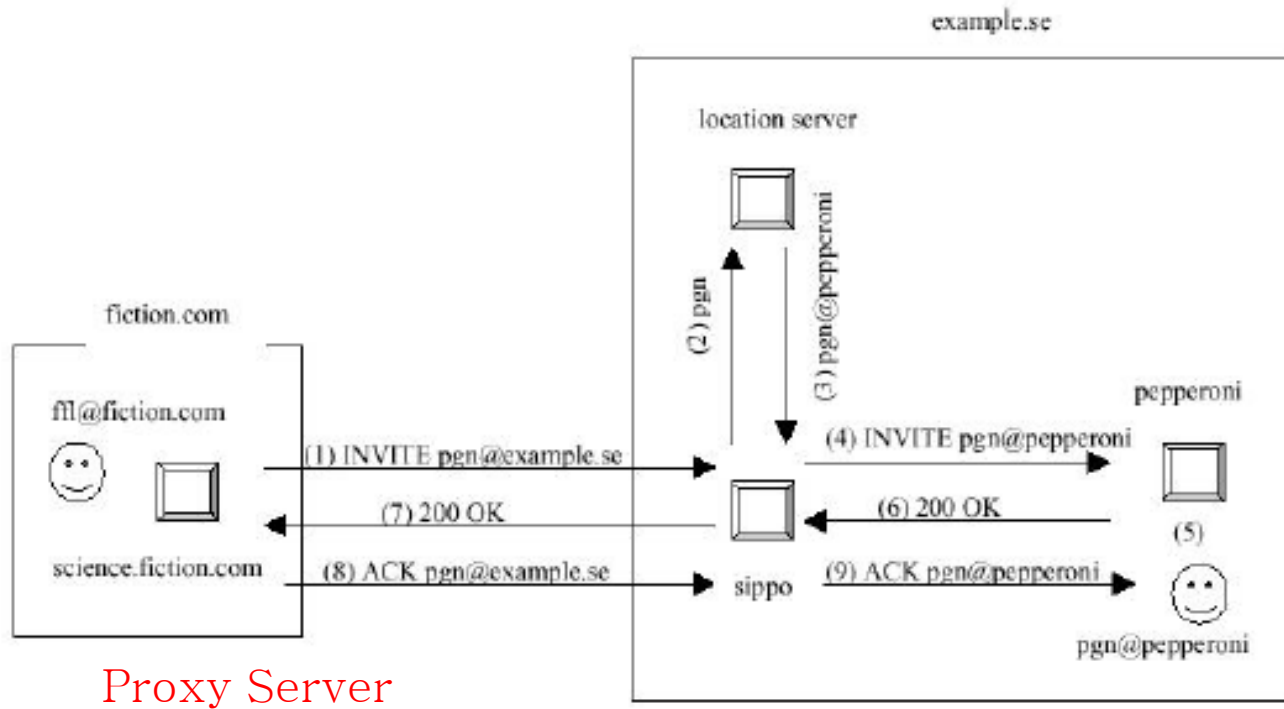 example.se
location server
(2) pgn
(3) pgn@pepperoni
fiction.com
ffl@fiction.com
pepperoni
(1) INVITE pgn@example.se
(4) INVITE pgn@pepperoni
(7) 200 OK
(6) 200 OK
(5)
science.fiction.com
(8) ACK pgn@example.se
sippo
(9) ACK pgn@pepperoni
pgn@pepperoni
Proxy Server